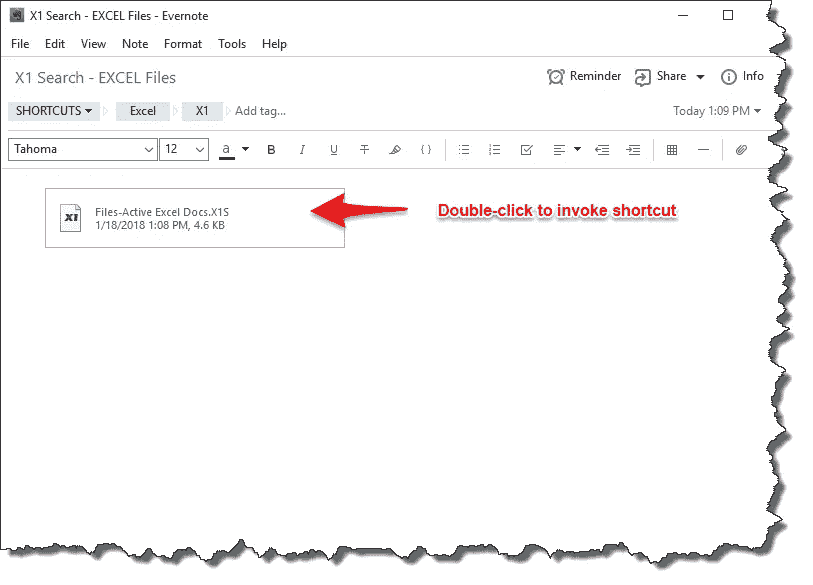 X1 Search - EXCEL Files - Evernote
File Edit View Note Format Tools Help
X1 Search - EXCEL Files Reminder Share Info
SHORTCUTS Excel X1 Add tag... Today 1:09 PM
Tahoma 12 a B I U T { }
X1 Files-Active Excel Docs.X1S
1/18/2018 1:08 PM, 4.6 KB
Double-click to invoke shortcut